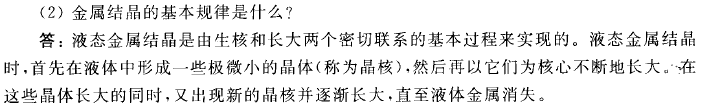 (2) 金属结晶的基本规律是什么?
答:液态金属结晶是由生核和长大两个密切联系的基本过程来实现的。液态金属结晶
时,首先在液体中形成一些极微小的晶体(称为晶核),然后再以它们为核心不断地长大。在
这些晶体长大的同时,又出现新的晶核并逐渐长大,直至液体金属消失。